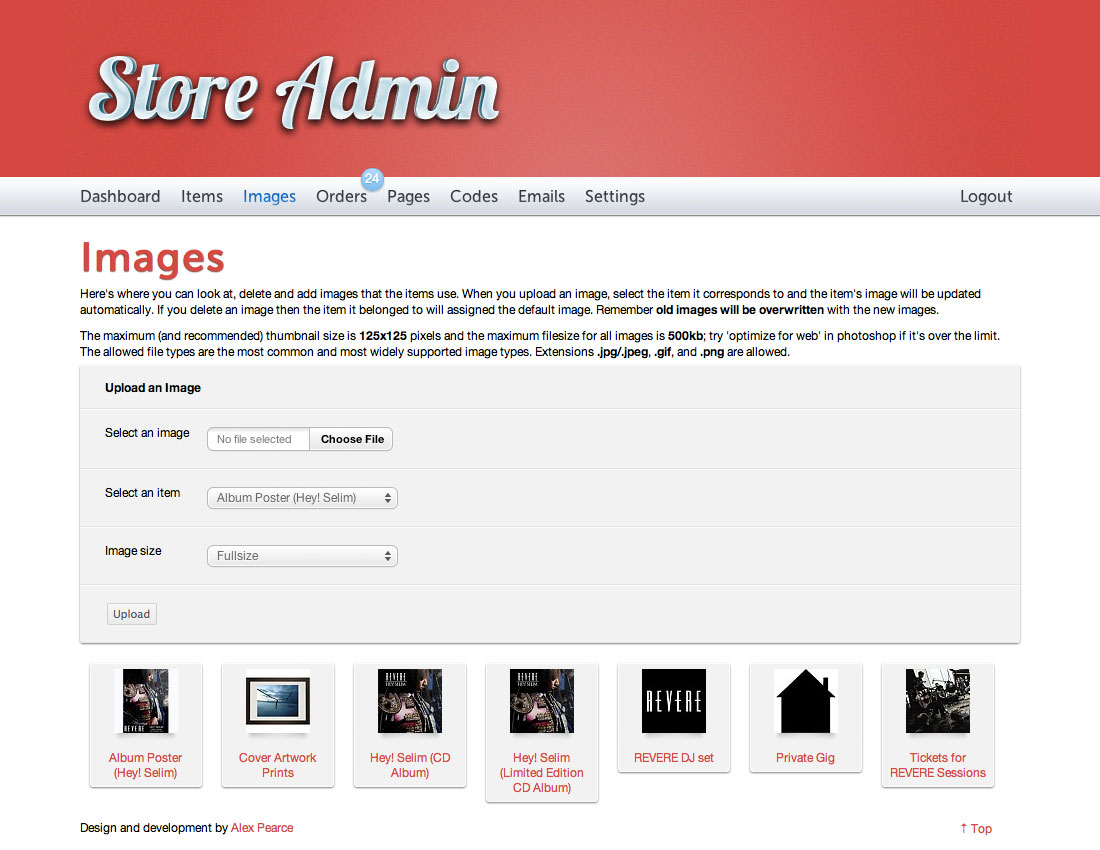 Store Admin
24
Dashboard Items Images Orders Pages Codes Emails Settings Logout
Images
Here's where you can look at, delete and add images that the items use. When you upload an image, select the item it corresponds to and the item's image will be updated
automatically. If you delete an image then the item it belonged to will assigned the default image. Remember old images will be overwritten with the new images.
The maximum (and recommended) thumbnail size is 125x125 pixels and the maximum filesize for all images is 500kb; try 'optimize for web' in photoshop if it's over the limit.
The allowed file types are the most common and most widely supported image types. Extensions .jpg/.jpeg, .gif, and .png are allowed.
Upload an Image
Select an image No file selected Choose File
Select an item Album Poster (Hey! Selim)
Image size Fullsize
Upload
REVERE
REVERE
HEY! SELIM
REVERE
HEY! SELIM
REVERE
Album Poster
(Hey! Selim)
Cover Artwork
Prints
Hey! Selim (CD
Album)
Hey! Selim
(Limited Edition
CD Album)
REVERE DJ set
Private Gig
Tickets for
REVERE Sessions
Design and development by Alex Pearce
↑ Top